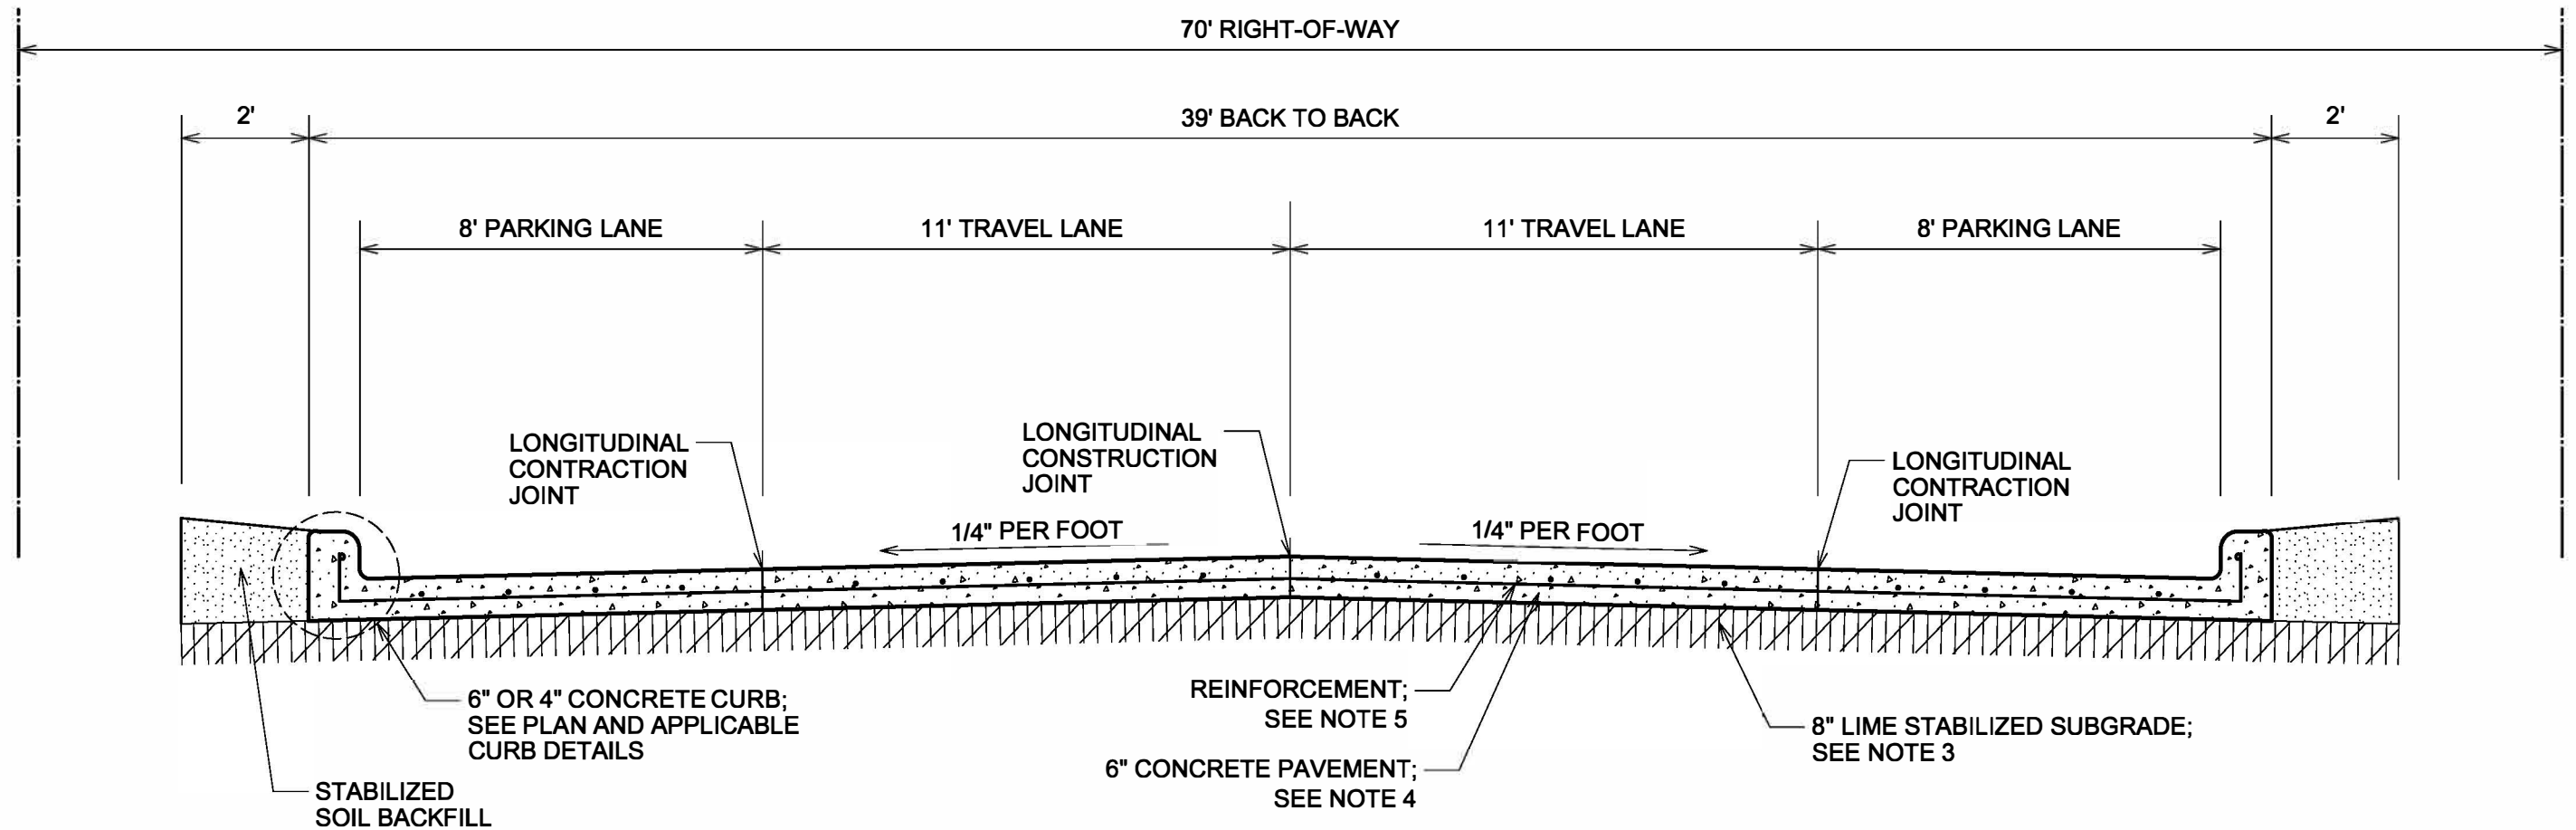 70' RIGHT-OF-WAY
2'
39' BACK TO BACK
2'
8' PARKING LANE
11' TRAVEL LANE
11' TRAVEL LANE
8' PARKING LANE
LONGITUDINAL
CONTRACTION
JOINT
LONGITUDINAL
CONSTRUCTION
JOINT
LONGITUDINAL
CONTRACTION
JOINT
1/4" PER FOOT
1/4" PER FOOT
6" OR 4" CONCRETE CURB;
SEE PLAN AND APPLICABLE
CURB DETAILS
REINFORCEMENT;
SEE NOTE 5
8" LIME STABILIZED SUBGRADE;
SEE NOTE 3
6" CONCRETE PAVEMENT;
SEE NOTE 4
STABILIZED
SOIL BACKFILL